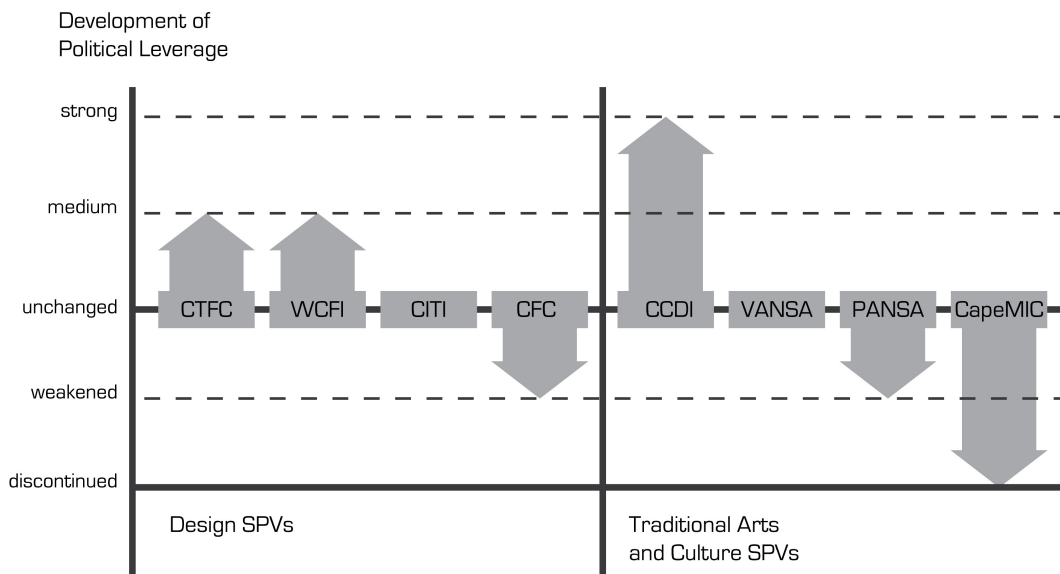 Development of
Political Leverage
strong
medium
unchanged
CTFC
WCFI
CITI
CFC
CCDI
VANSA
PANSA
CapeMIC
weakened
discontinued
Design SPVs
Traditional Arts
and Culture SPVs